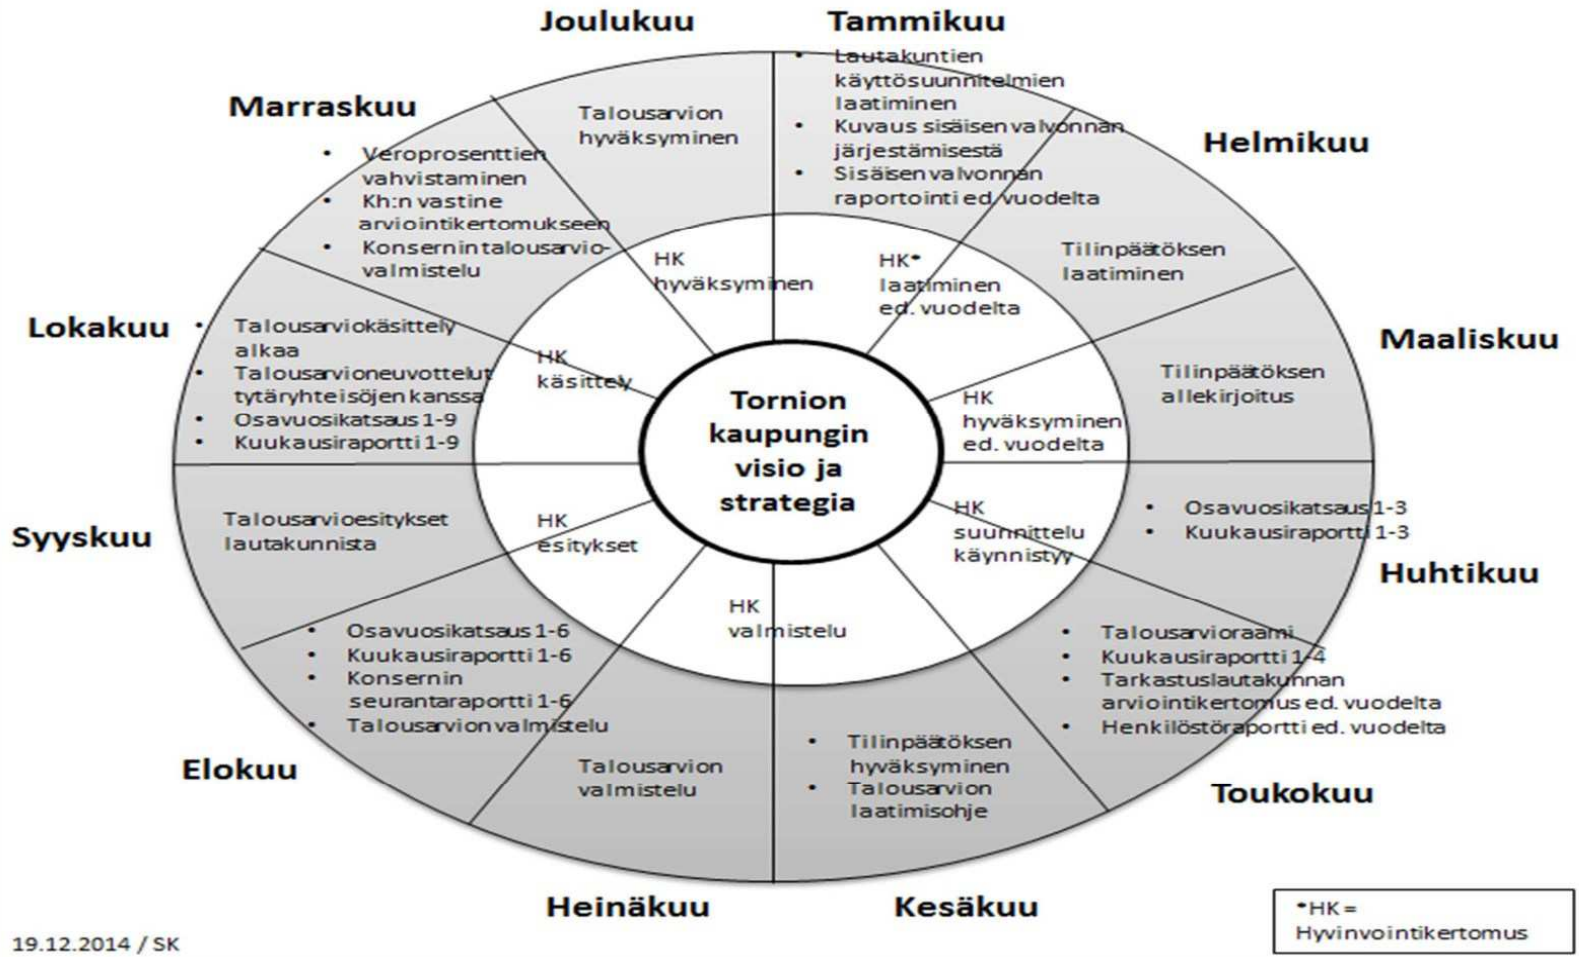 Joulukuu
Tammikuu
• Lautakuntien
käyttösuunnitelmien
laatiminen
• Kuvaus sisäisen valvonnan
järjestämisestä
• Sisäisen valvonnan
raportointi ed. vuodelta
Helmikuu
Tilinpäätöksen
laatiminen
Maaliskuu
Tilinpäätöksen
allekirjoitus
• Osavuosikatsaus 1-3
• Kuukausiraportti 1-3
Huhtikuu
• Talousarvioraami
• Kuukausiraportti 1-4
• Tarkastuslautakunnan
arviointikertomus ed. vuodelta
• Henkilöstöraportti ed. vuodelta
Toukokuu
• Tilinpäätöksen
hyväksyminen
• Talousarvion
laatimisohje
Kesäkuu
Talousarvion
valmistelu
Heinäkuu
• Osavuosikatsaus 1-6
• Kuukausiraportti 1-6
• Konsernin
seurantaraportti 1-6
• Talousarvion valmistelu
Elokuu
Talousarvioesitykset
lautakunnista
Syyskuu
Lokakuu
• Talousarviokäsittely
alkaa
• Talousarvioneuvottelut
tytäryhteisöjen kanssa
• Osavuosikatsaus 1-9
• Kuukausiraportti 1-9
Marraskuu
• Veroprosenttien
vahvistaminen
• Kh:n vastine
arviointikertomukseen
• Konsernin talousarvio-
valmistelu
Talousarvion
hyväksyminen
HK
hyväksyminen
HK*
laatiminen
ed. vuodelta
HK
hyväksyminen
ed. vuodelta
HK
suunnittelu
käynnistyy
HK
valmistelu
HK
esitykset
HK
käsittely
Tornion
kaupungin
visio ja
strategia
*HK =
Hyvinvointikertomus
19.12.2014 / SK